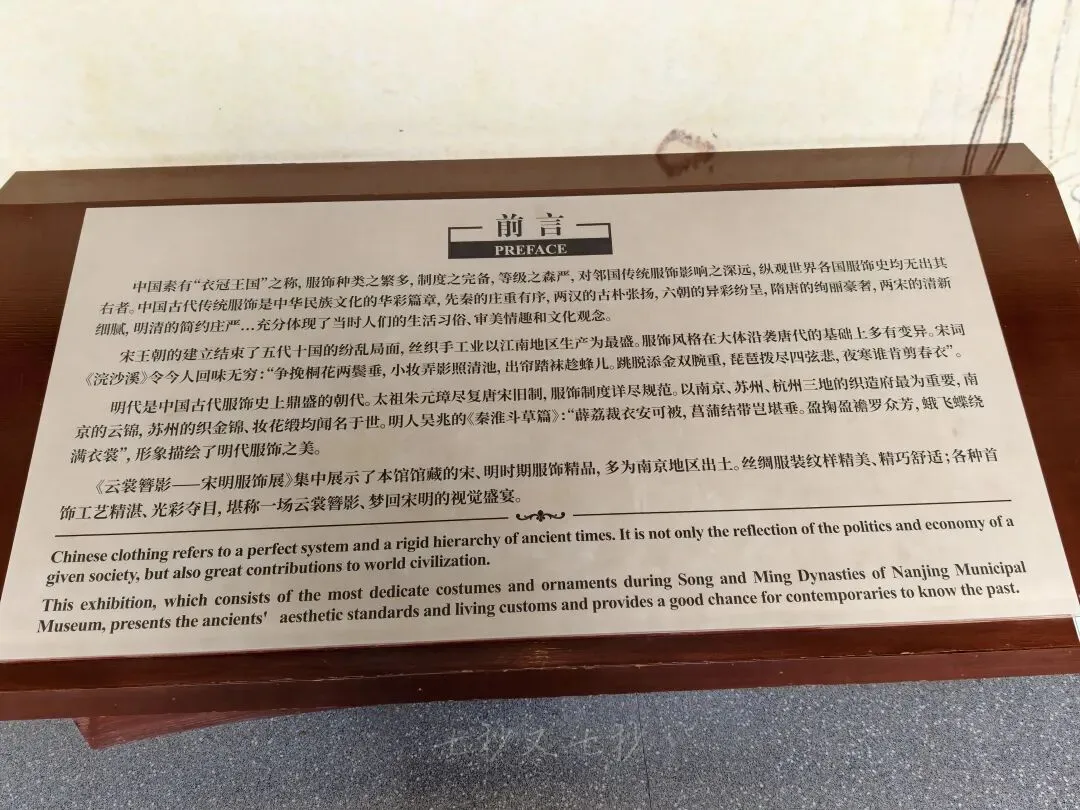 前言
PREFACE
中国素有“衣冠王国”之称, 服饰种类之繁多, 制度之完备, 等级之森严, 对邻国传统服饰影响之深远, 纵观世界各国服饰史均无出其
右者。中国古代传统服饰是中华民族文化的华彩篇章, 先秦的庄重有序, 两汉的古朴张扬, 六朝的异彩纷呈, 隋唐的绚丽豪奢, 两宋的清新
细腻, 明清的简约庄严…充分体现了当时人们的生活习俗、审美情趣和文化观念。
宋王朝的建立结束了五代十国的纷乱局面, 丝织手工业以江南地区生产为最盛。服饰风格在大体沿袭唐代的基础上多有变异。宋词
《浣沙溪》令今人回味无穷: “争挽桐花两鬓垂, 小妆弄影照清池, 出帘踏袜趁蜂儿。跳脱添金双腕重, 琵琶拨尽四弦悲, 夜寒谁肯剪春衣”。
明代是中国古代服饰史上鼎盛的朝代。太祖朱元璋尽复唐宋旧制, 服饰制度详尽规范。以南京、苏州、杭州三地的织造府最为重要, 南
京的云锦, 苏州的织金锦、妆花缎均闻名于世。明人吴兆的《秦淮斗草篇》: “薜荔裁衣安可被, 菖蒲结带岂堪垂。盈掬盈襜罗众芳, 蛾飞蝶绕
满衣裳”, 形象描绘了明代服饰之美。
《云裳簪影——宋明服饰展》集中展示了本馆馆藏的宋、明时期服饰精品, 多为南京地区出土。丝绸服装纹样精美、精巧舒适; 各种首
饰工艺精湛、光彩夺目, 堪称一场云裳簪影、梦回宋明的视觉盛宴。
Chinese clothing refers to a perfect system and a rigid hierarchy of ancient times. It is not only the reflection of the politics and economy of a
given society, but also great contributions to world civilization.
This exhibition, which consists of the most dedicate costumes and ornaments during Song and Ming Dynasties of Nanjing Municipal
Museum, presents the ancients' aesthetic standards and living customs and provides a good chance for contemporaries to know the past.
七秒又七秒